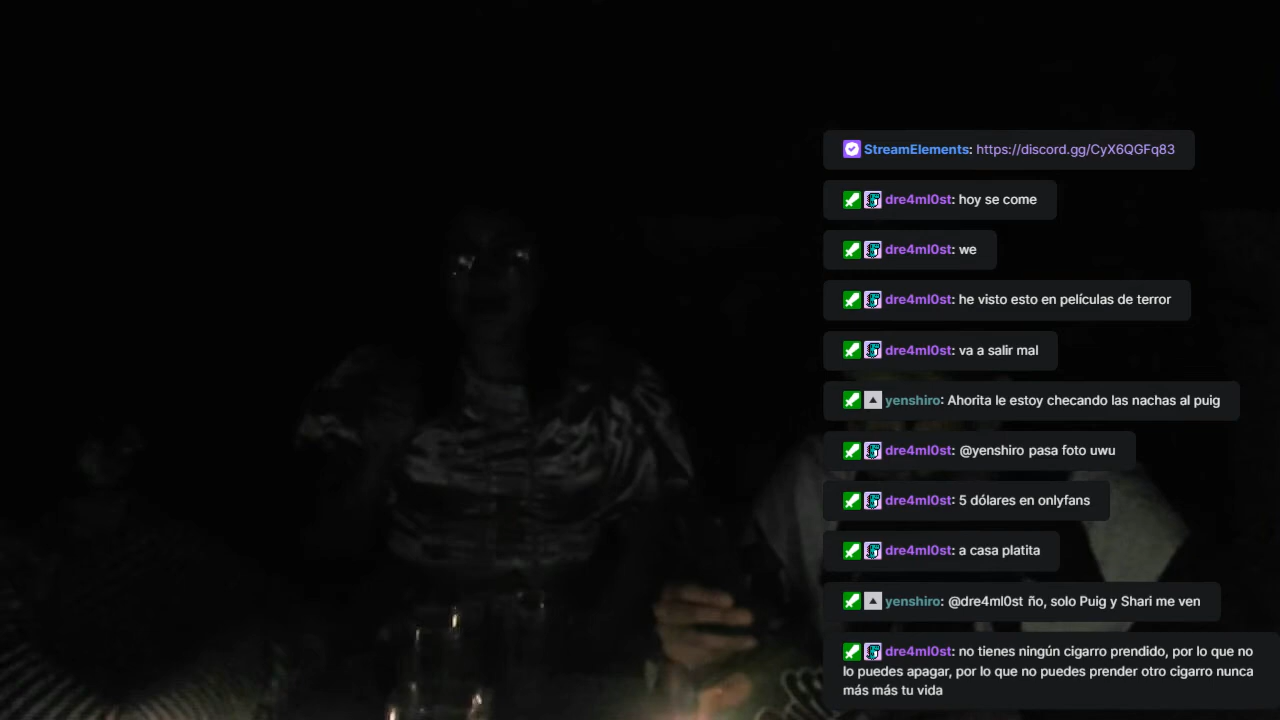 StreamElements: https://discord.gg/CyX6QGFq83
dre4ml0st: hoy se come
dre4ml0st: we
dre4ml0st: he visto esto en películas de terror
dre4ml0st: va a salir mal
yenshiro: Ahorita le estoy checando las nachas al puig
dre4ml0st: @yenshiro pasa foto uwu
dre4ml0st: 5 dólares en onlyfans
dre4ml0st: a casa platita
yenshiro: @dre4ml0st ño, solo Puig y Shari me ven
dre4ml0st: no tienes ningún cigarro prendido, por lo que no
lo puedes apagar, por lo que no puedes prender otro cigarro nunca
más más tu vida